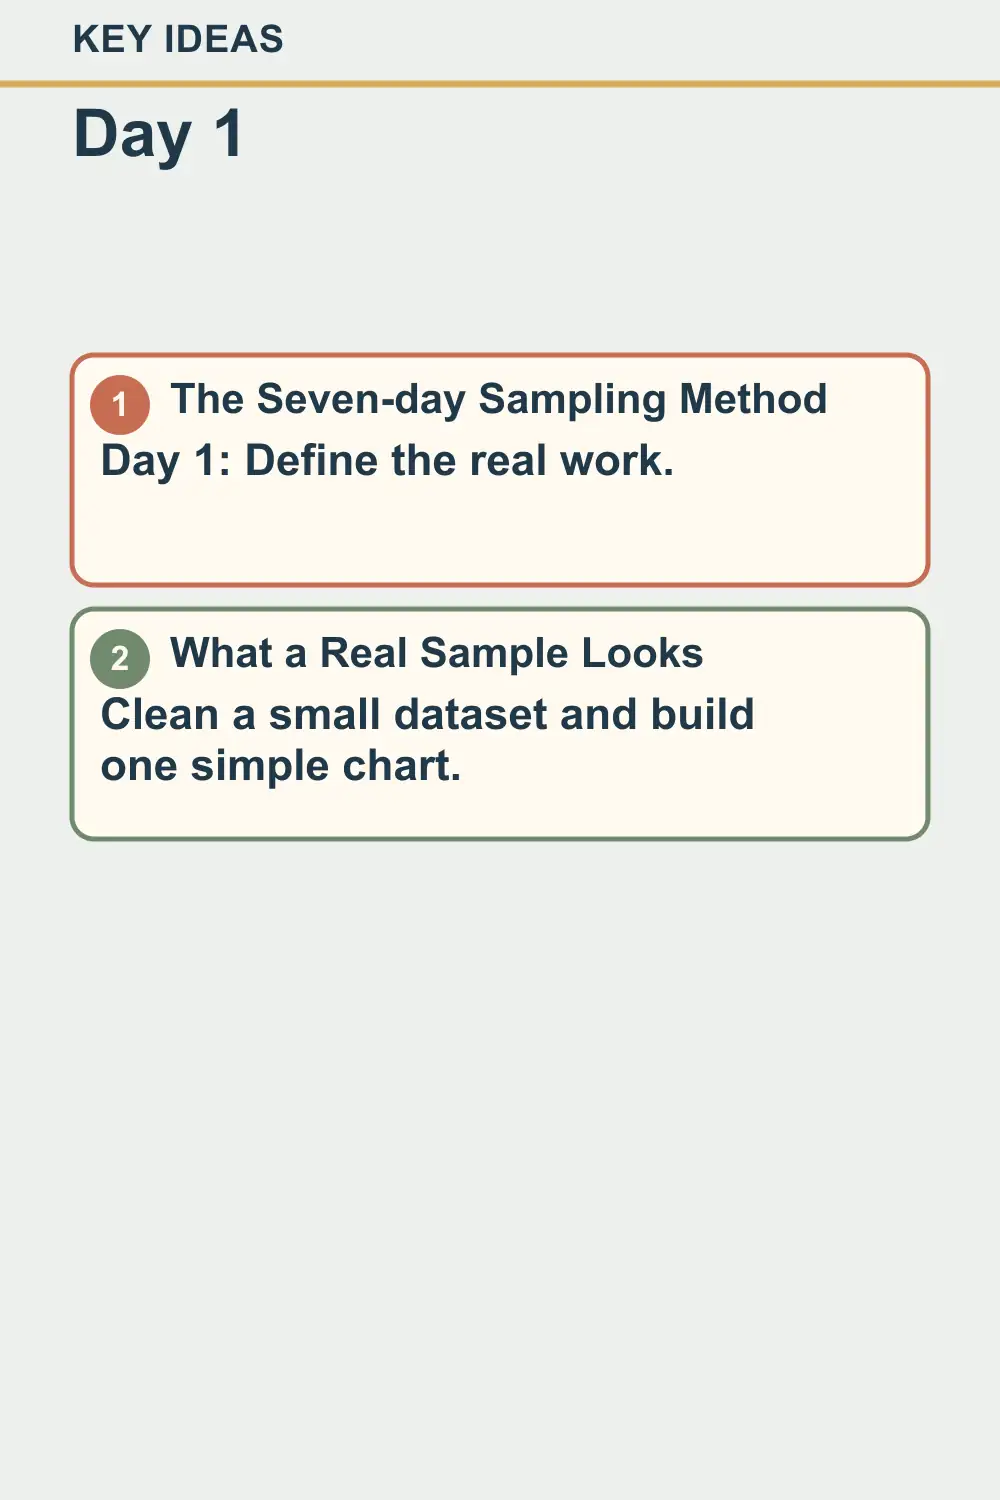 KEY IDEAS
Day 1
1 The Seven-day Sampling Method
Day 1: Define the real work.
2 What a Real Sample Looks
Clean a small dataset and build
one simple chart.